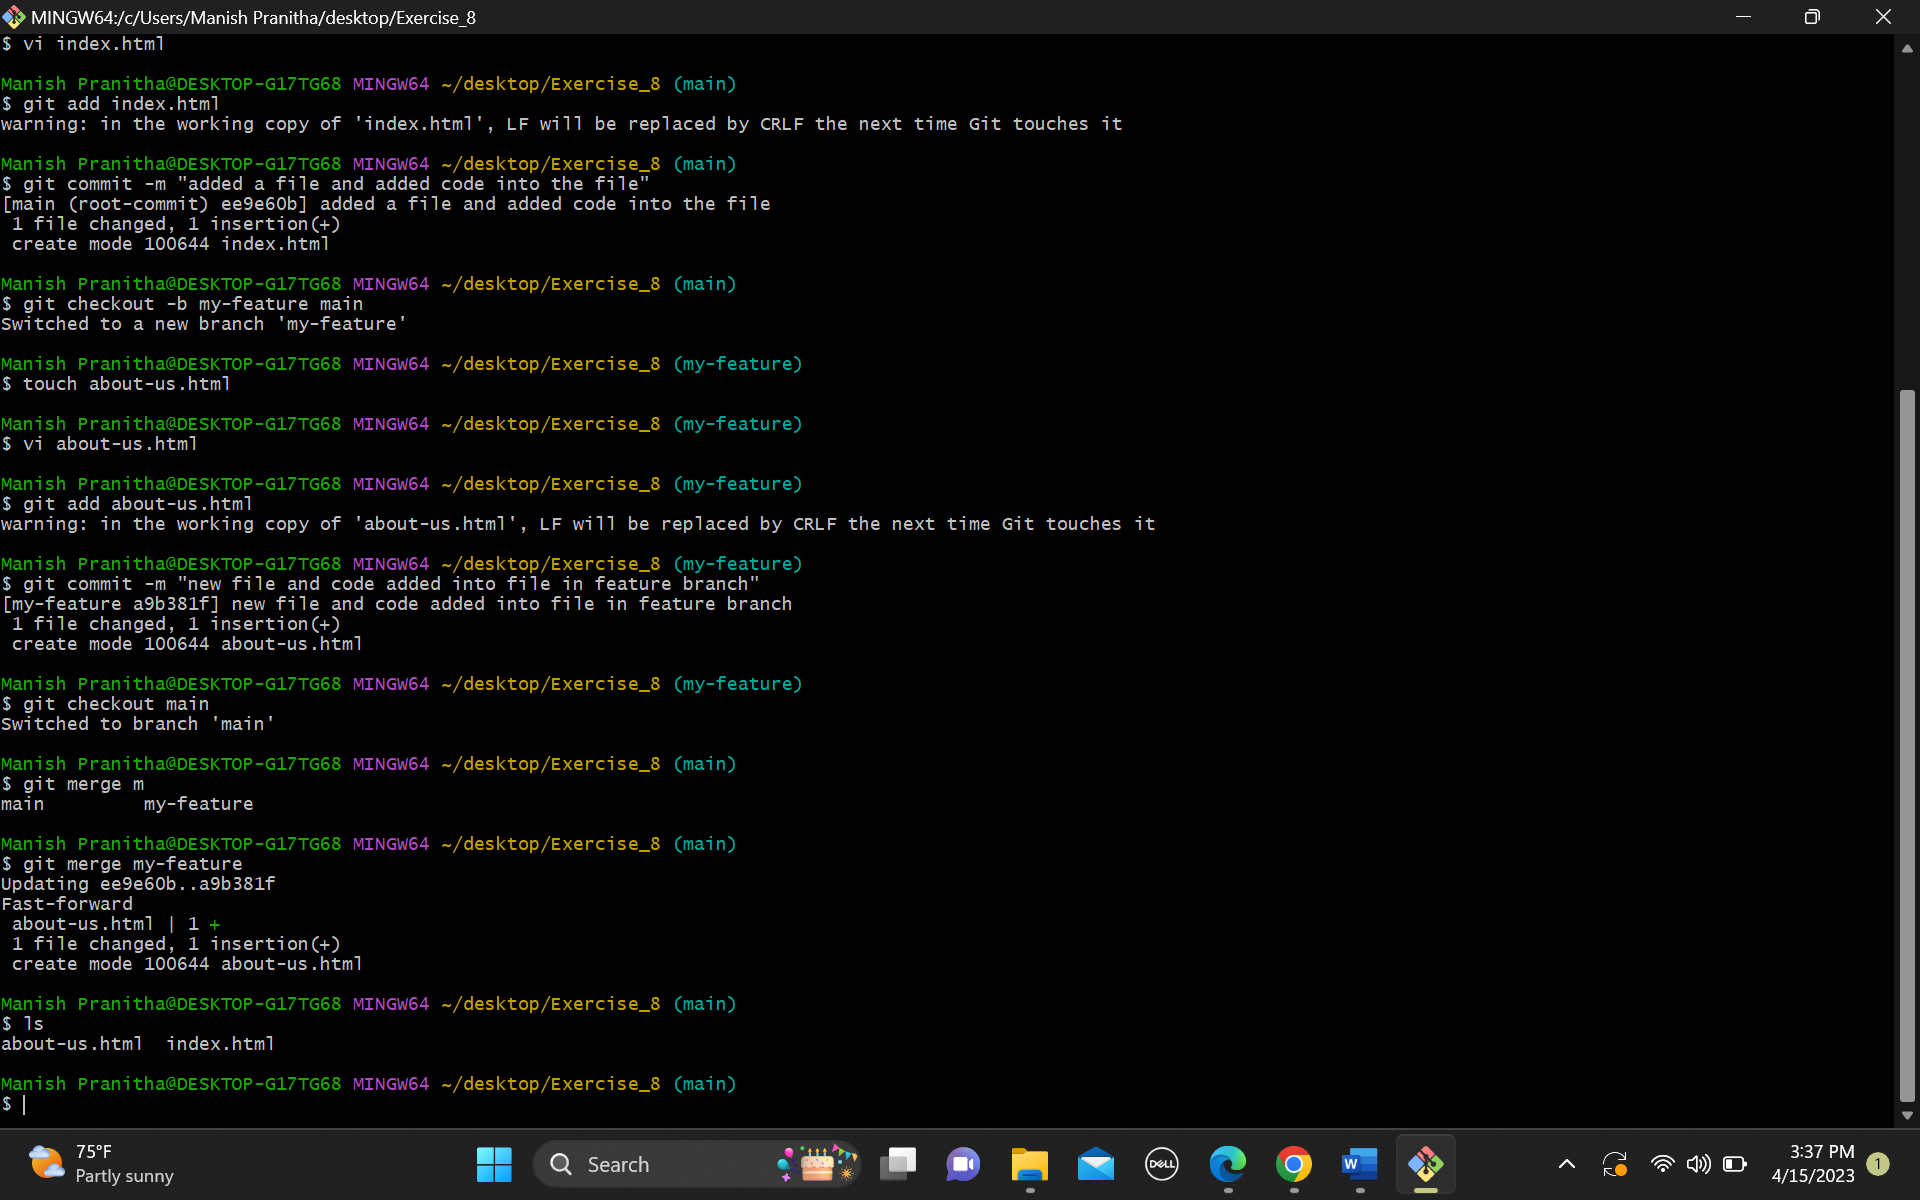 MINGW64:/c/Users/Manish Pranitha/desktop/Exercise_8
$ vi index.html
Manish Pranitha@DESKTOP-G17TG68 MINGW64 ~/desktop/Exercise_8 (main)
$ git add index.html
warning: in the working copy of 'index.html', LF will be replaced by CRLF the next time Git touches it
Manish Pranitha@DESKTOP-G17TG68 MINGW64 ~/desktop/Exercise_8 (main)
$ git commit -m "added a file and added code into the file"
[main (root-commit) ee9e60b] added a file and added code into the file
 1 file changed, 1 insertion(+)
 create mode 100644 index.html
Manish Pranitha@DESKTOP-G17TG68 MINGW64 ~/desktop/Exercise_8 (main)
$ git checkout -b my-feature main
Switched to a new branch 'my-feature'
Manish Pranitha@DESKTOP-G17TG68 MINGW64 ~/desktop/Exercise_8 (my-feature)
$ touch about-us.html
Manish Pranitha@DESKTOP-G17TG68 MINGW64 ~/desktop/Exercise_8 (my-feature)
$ vi about-us.html
Manish Pranitha@DESKTOP-G17TG68 MINGW64 ~/desktop/Exercise_8 (my-feature)
$ git add about-us.html
warning: in the working copy of 'about-us.html', LF will be replaced by CRLF the next time Git touches it
Manish Pranitha@DESKTOP-G17TG68 MINGW64 ~/desktop/Exercise_8 (my-feature)
$ git commit -m "new file and code added into file in feature branch"
[my-feature a9b381f] new file and code added into file in feature branch
 1 file changed, 1 insertion(+)
 create mode 100644 about-us.html
Manish Pranitha@DESKTOP-G17TG68 MINGW64 ~/desktop/Exercise_8 (my-feature)
$ git checkout main
Switched to branch 'main'
Manish Pranitha@DESKTOP-G17TG68 MINGW64 ~/desktop/Exercise_8 (main)
$ git merge m
main         my-feature
Manish Pranitha@DESKTOP-G17TG68 MINGW64 ~/desktop/Exercise_8 (main)
$ git merge my-feature
Updating ee9e60b..a9b381f
Fast-forward
 about-us.html | 1 +
 1 file changed, 1 insertion(+)
 create mode 100644 about-us.html
Manish Pranitha@DESKTOP-G17TG68 MINGW64 ~/desktop/Exercise_8 (main)
$ ls
about-us.html  index.html
Manish Pranitha@DESKTOP-G17TG68 MINGW64 ~/desktop/Exercise_8 (main)
$
75°F
Partly sunny
Search
DELL
W
3:37 PM
4/15/2023
1